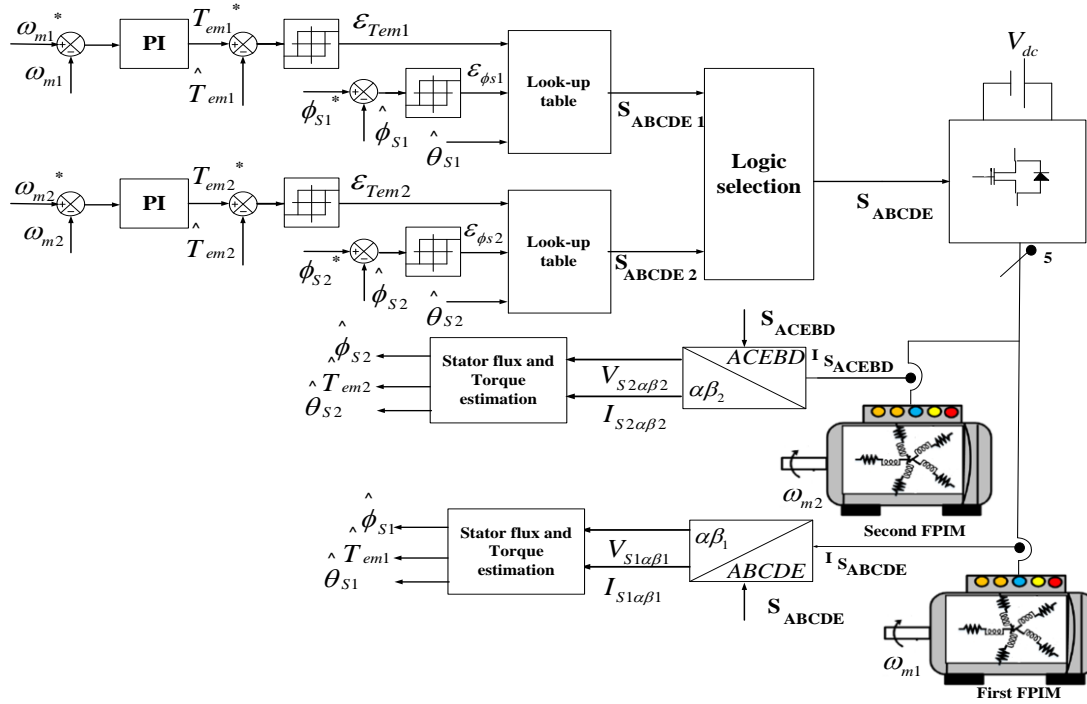 ω_m1*
ω_m1
PI
T_em1*
T̂_em1
ε_Tem1
ϕ_S1*
ϕ̂_S1
ε_ϕs1
θ̂_S1
Look-up
table
S_ABCDE 1
ω_m2*
ω_m2
PI
T_em2*
T̂_em2
ε_Tem2
ϕ_S2*
ϕ̂_S2
ε_ϕs2
θ̂_S2
Look-up
table
S_ABCDE 2
Logic
selection
S_ABCDE
V_dc
5
ϕ̂_S2
T̂_em2
θ̂_S2
Stator flux and
Torque
estimation
V_S2αβ2
I_S2αβ2
S_ACEBD
ACEBD
αβ_2
I S_ACEBD
ω_m2
Second FPIM
ϕ̂_S1
T̂_em1
θ̂_S1
Stator flux and
Torque
estimation
V_S1αβ1
I_S1αβ1
αβ_1
ABCDE
S_ABCDE
I S_ABCDE
ω_m1
First FPIM